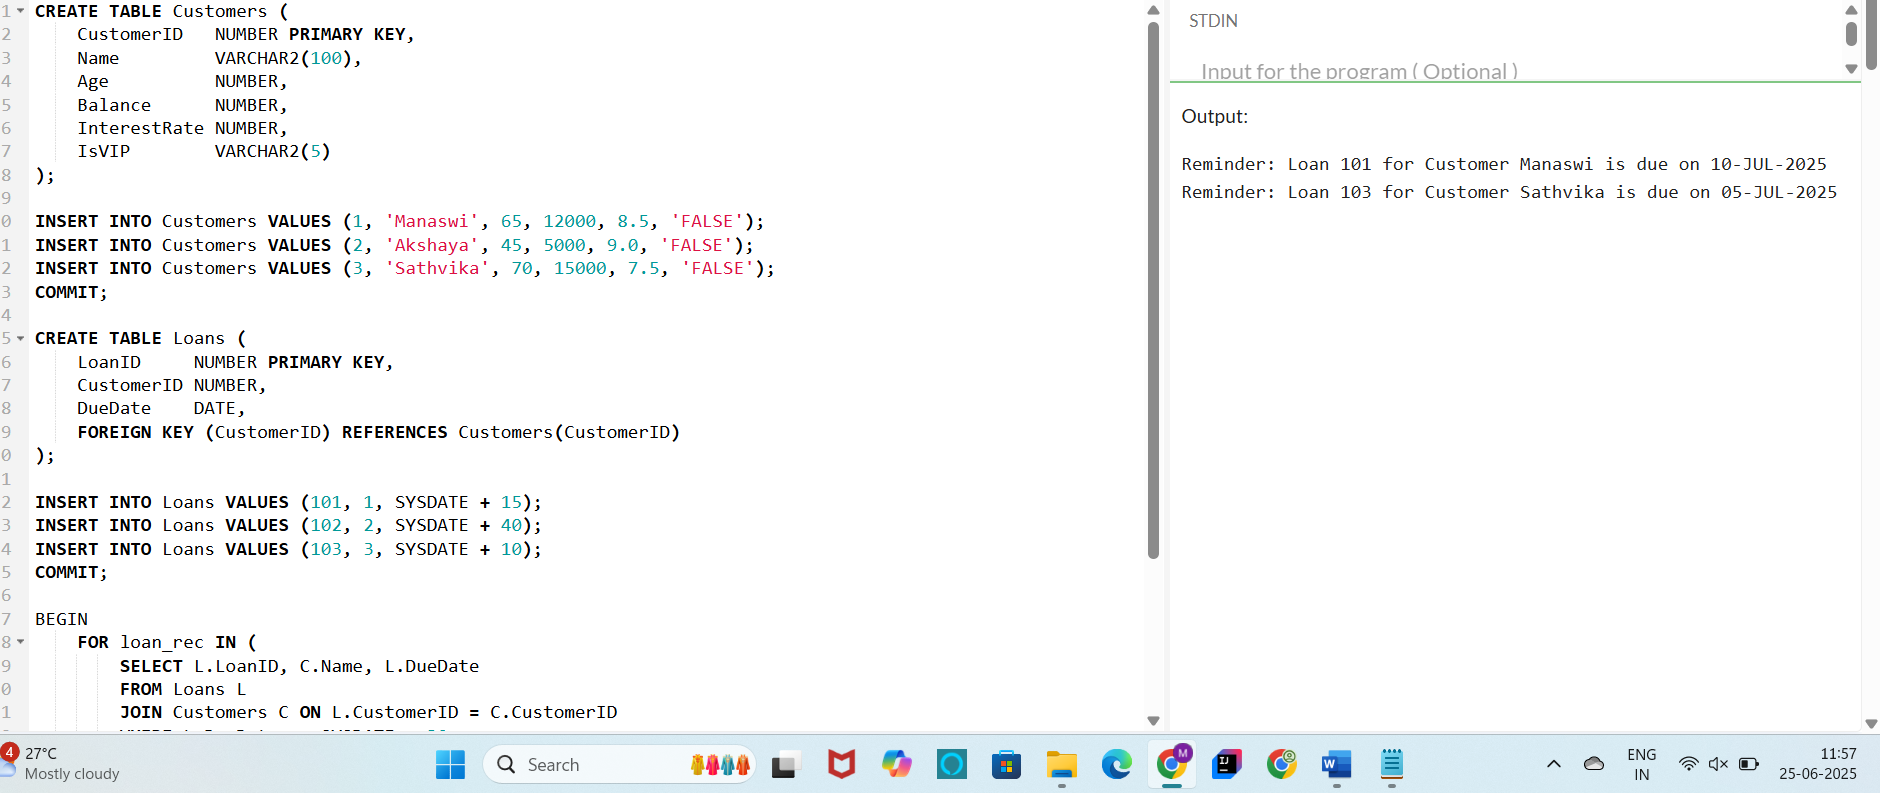 1 CREATE TABLE Customers (
2 CustomerID NUMBER PRIMARY KEY,
3 Name VARCHAR2(100),
4 Age NUMBER,
5 Balance NUMBER,
6 InterestRate NUMBER,
7 IsVIP VARCHAR2(5)
8 );
9
0 INSERT INTO Customers VALUES (1, 'Manaswi', 65, 12000, 8.5, 'FALSE');
1 INSERT INTO Customers VALUES (2, 'Akshaya', 45, 5000, 9.0, 'FALSE');
2 INSERT INTO Customers VALUES (3, 'Sathvika', 70, 15000, 7.5, 'FALSE');
3 COMMIT;
4
5 CREATE TABLE Loans (
6 LoanID NUMBER PRIMARY KEY,
7 CustomerID NUMBER,
8 DueDate DATE,
9 FOREIGN KEY (CustomerID) REFERENCES Customers(CustomerID)
0 );
1
2 INSERT INTO Loans VALUES (101, 1, SYSDATE + 15);
3 INSERT INTO Loans VALUES (102, 2, SYSDATE + 40);
4 INSERT INTO Loans VALUES (103, 3, SYSDATE + 10);
5 COMMIT;
6
7 BEGIN
8 FOR loan_rec IN (
9 SELECT L.LoanID, C.Name, L.DueDate
0 FROM Loans L
1 JOIN Customers C ON L.CustomerID = C.CustomerID
STDIN
Input for the program ( Optional )
Output:
Reminder: Loan 101 for Customer Manaswi is due on 10-JUL-2025
Reminder: Loan 103 for Customer Sathvika is due on 05-JUL-2025
4
27°C
Mostly cloudy
Search
M
IJ
W
ENG
IN
11:57
25-06-2025